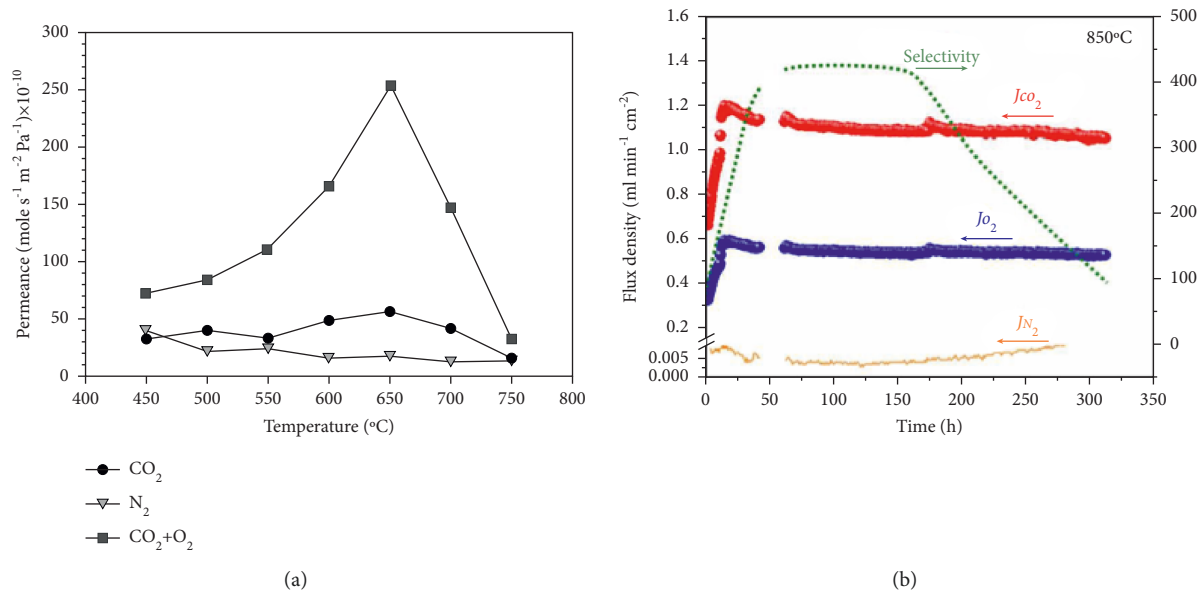 300
250
200
150
100
50
0
Permeance (mole s⁻¹ m⁻² Pa⁻¹)×10⁻¹⁰
400 450 500 550 600 650 700 750 800
Temperature (ºC)
CO₂
N₂
CO₂+O₂
(a)
1.6
1.4
1.2
1.0
0.8
0.6
0.4
0.2
0.005
0.000
Flux density (ml min⁻¹ cm⁻²)
500
400
300
200
100
0
850ºC
Selectivity
Jco₂
Jo₂
JN₂
0 50 100 150 200 250 300 350
Time (h)
(b)